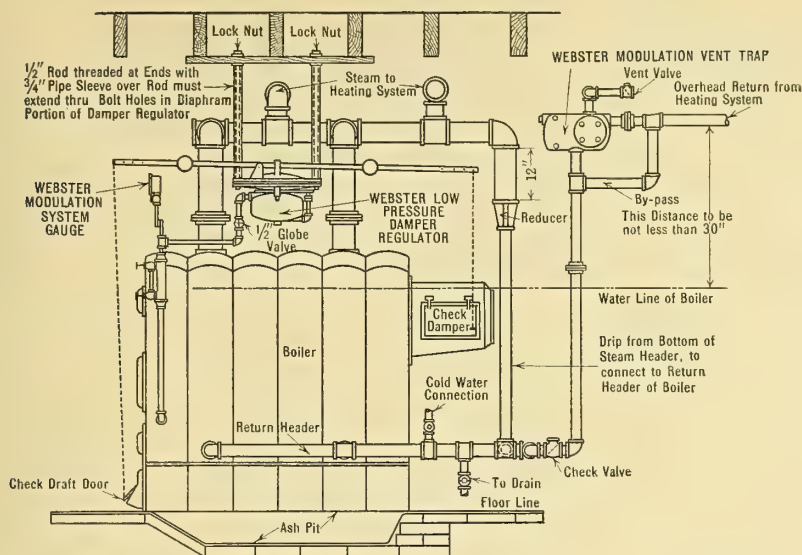 Lock Nut
Lock Nut
WEBSTER MODULATION VENT TRAP
Vent Valve
Overhead Return from
Heating System
½" Rod threaded at Ends with
¾" Pipe Sleeve over Rod must
extend thru Bolt Holes in Diaphram
Portion of Damper Regulator
Steam to
Heating System
12"
WEBSTER
MODULATION
SYSTEM
GAUGE
WEBSTER LOW
PRESSURE
DAMPER
REGULATOR
½" Globe
Valve
Reducer
By-pass
This Distance to be
not less than 30"
Water Line of Boiler
Check
Damper
Boiler
Drip from Bottom of
Steam Header, to
connect to Return
Header of Boiler
Cold Water
Connection
Return Header
Check Valve
Check Draft Door
To Drain
Floor Line
Ash Pit